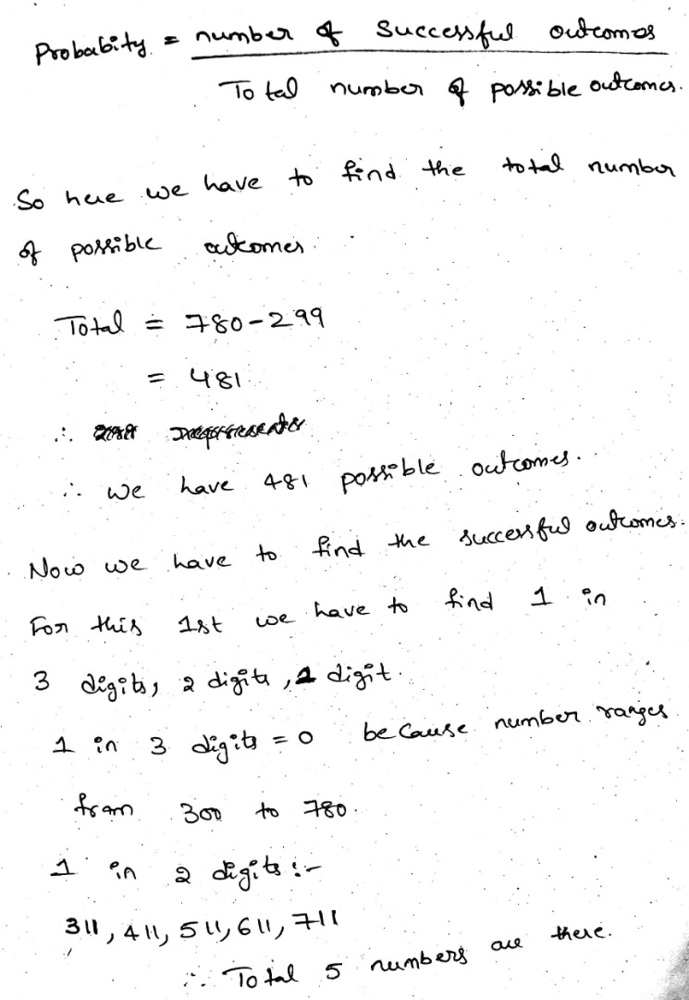 Probabity = number of Successful outcomes
Total number of possible outcomes.
So here we have to find the total number
of possible outcomes.
Total = 780-299
= 481
∴
∴ we have 481 possible outcomes.
Now we have to find the successful outcomes.
For this 1st we have to find 1 in
3 digits, 2 digits, 1 digit.
1 in 3 digits = 0 because number ranges
from 300 to 780.
1 in 2 digits :-
311, 411, 511, 611, 711
∴ Total 5 numbers are there.